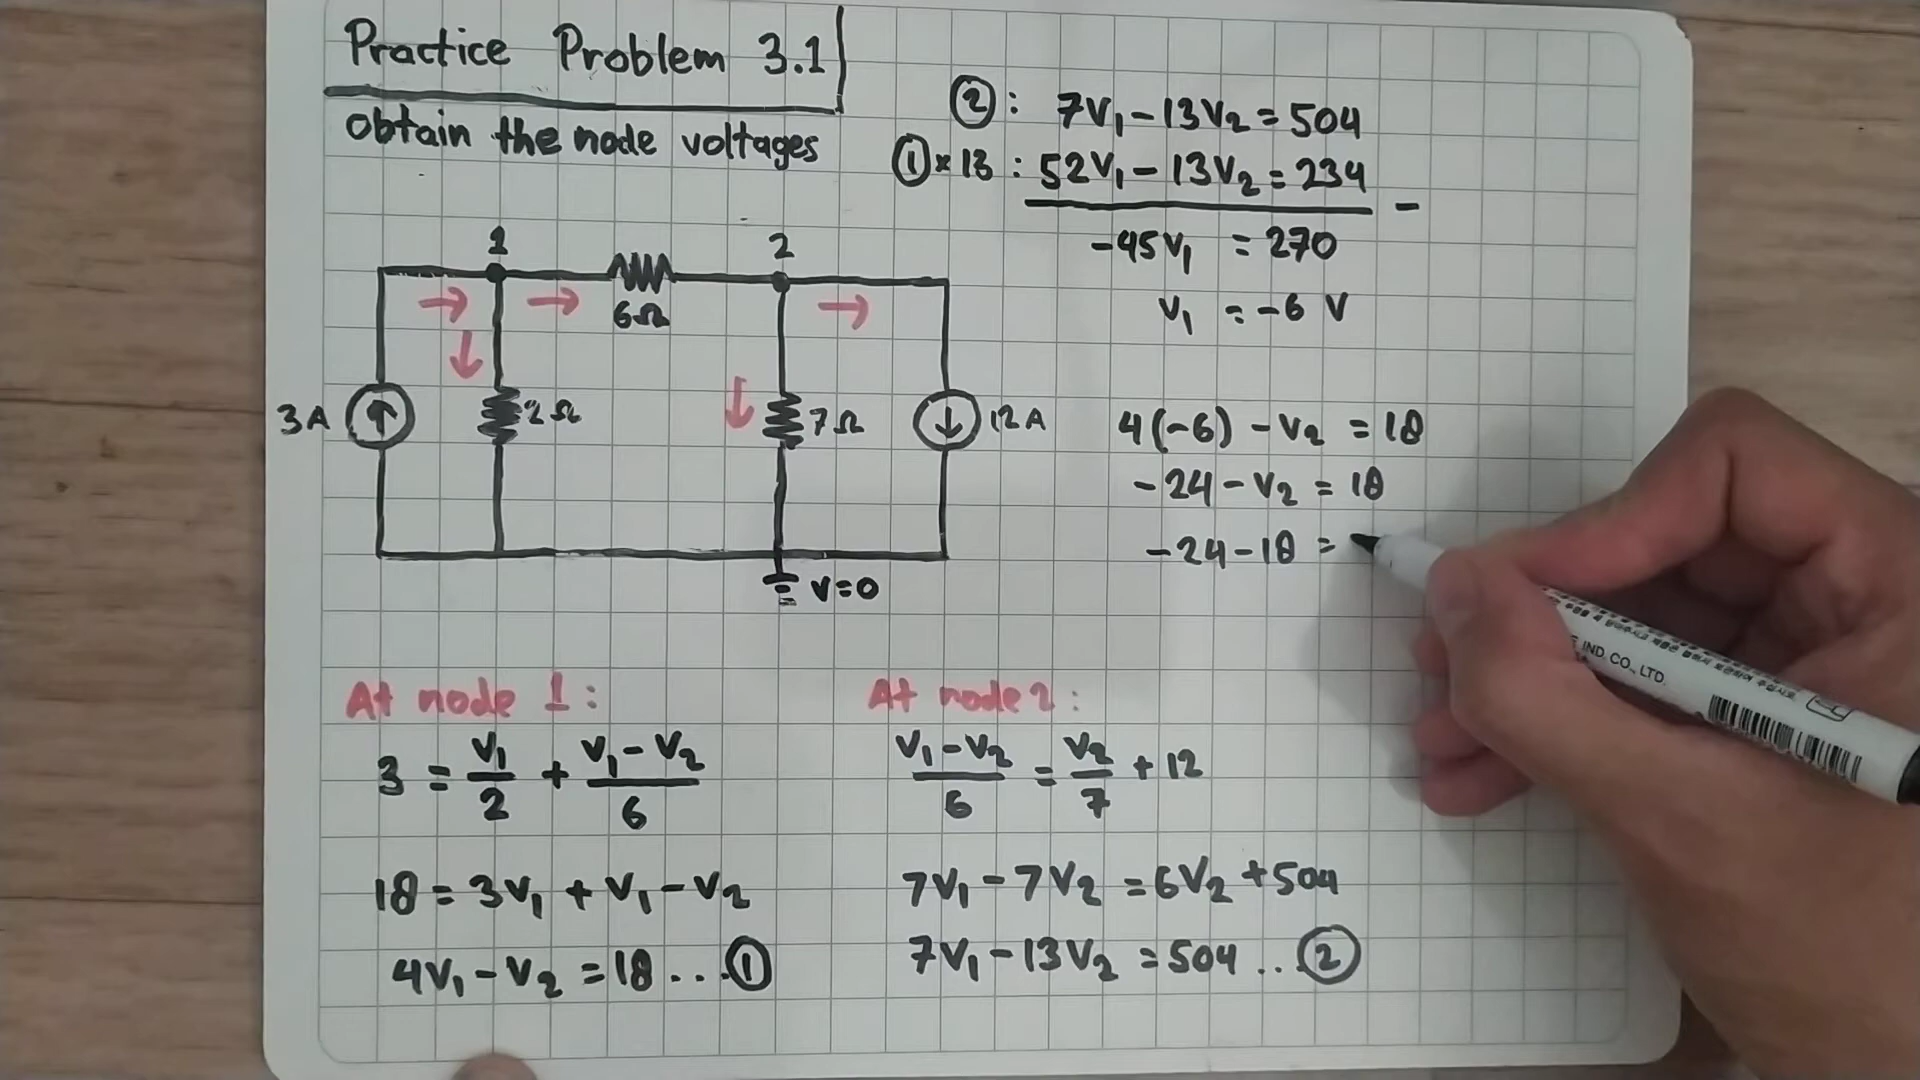 Practice Problem 3.1
obtain the node voltages
②: 7V₁ - 13V₂ = 504
①×13: 52V₁ - 13V₂ = 234
-45V₁ = 270
V₁ = -6 V
4(-6) - V₂ = 18
-24 - V₂ = 18
-24 - 18 =
1
2
6Ω
3A
2Ω
7Ω
12A
V=0
At node 1:
3 = V₁/2 + (V₁ - V₂)/6
18 = 3V₁ + V₁ - V₂
4V₁ - V₂ = 18 ... ①
At node 2:
(V₁ - V₂)/6 = V₂/7 + 12
7V₁ - 7V₂ = 6V₂ + 504
7V₁ - 13V₂ = 504 ... ②
IND. CO., LTD.